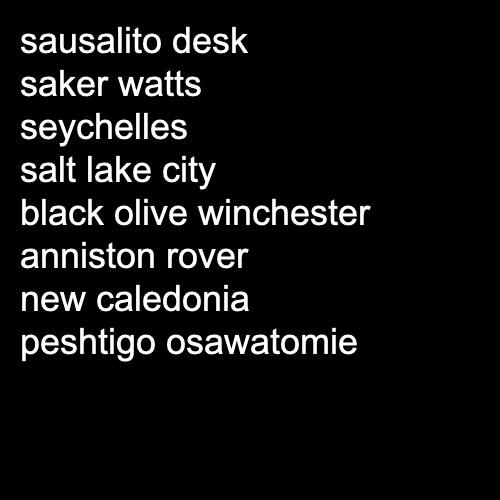 sausalito desk
saker watts
seychelles
salt lake city
black olive winchester
anniston rover
new caledonia
peshtigo osawatomie